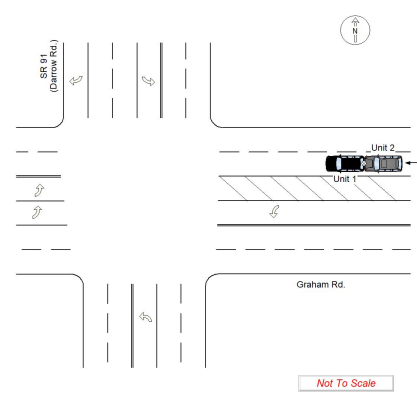 SR 91
(Darrow Rd.)
N
Unit 2
Unit 1
Graham Rd.
Not To Scale